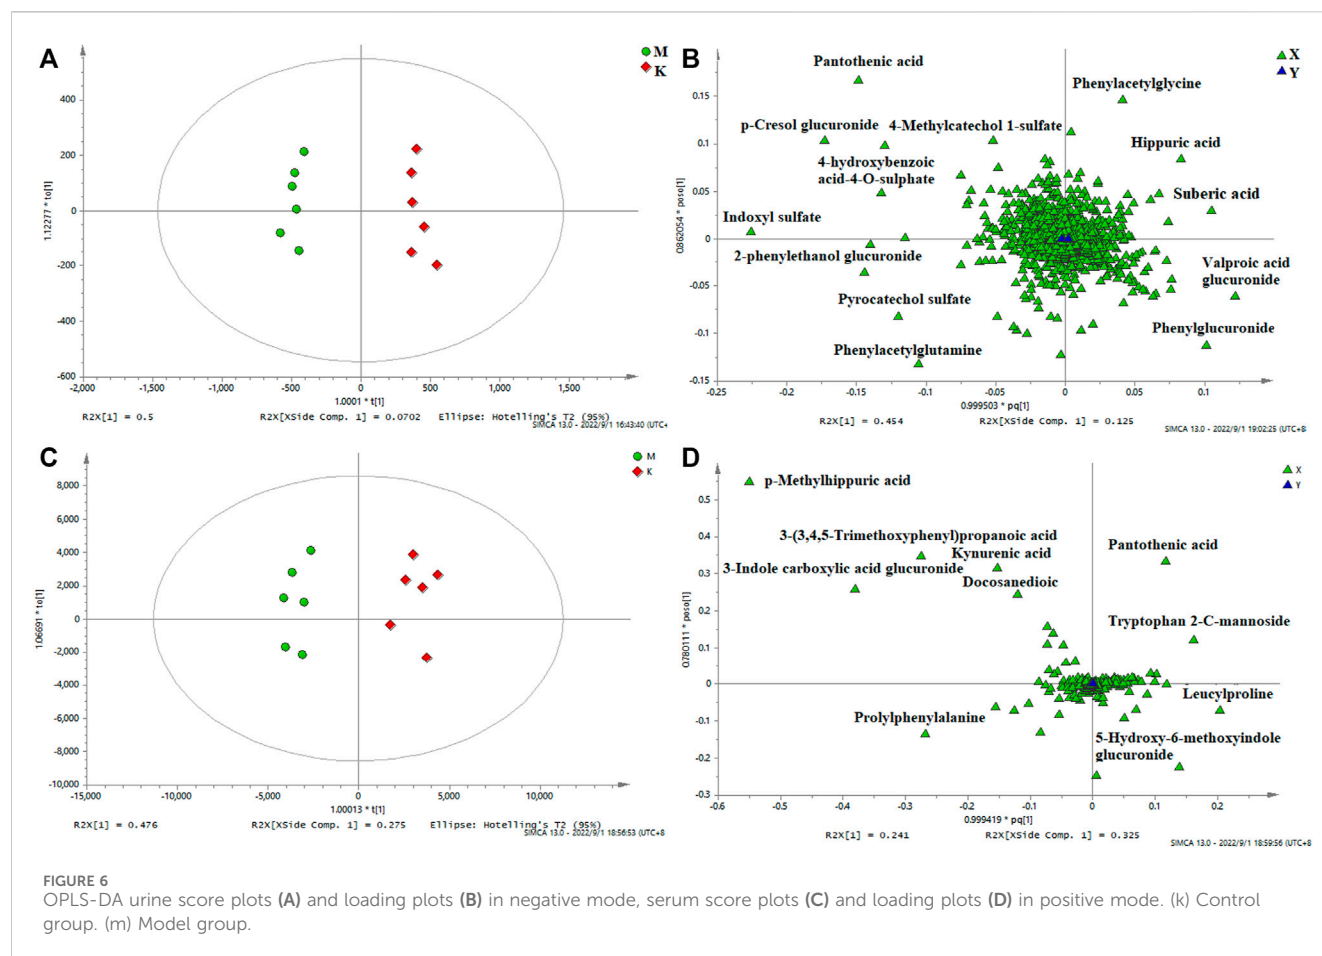 A
M
K
400
200
0
-200
-400
-600
1.12277 * to[1]
-2,000
-1,500
-1,000
-500
0
500
1,000
1,500
1.0001 * t[1]
R2X[1] = 0.5
R2X[XSide Comp. 1] = 0.0702
Ellipse: Hotelling's T2 (95%)
SIMCA 13.0 - 2022/9/1 16:43:40 (UTC+
B
X
Y
Pantothenic acid
Phenylacetylglycine
p-Cresol glucuronide
4-Methylcatechol 1-sulfate
Hippuric acid
4-hydroxybenzoic
acid-4-O-sulphate
Suberic acid
Indoxyl sulfate
2-phenylethanol glucuronide
Valproic acid
glucuronide
Pyrocatechol sulfate
Phenylglucuronide
Phenylacetylglutamine
0.15
0.1
0.05
0
-0.05
-0.1
-0.15
0.862054 * poso[1]
-0.25
-0.2
-0.15
-0.1
-0.05
0
0.05
0.1
0.999503 * pq[1]
R2X[1] = 0.454
R2X[XSide Comp. 1] = 0.125
SIMCA 13.0 - 2022/9/1 19:02:25 (UTC+8
C
M
K
8,000
6,000
4,000
2,000
0
-2,000
-4,000
-6,000
-8,000
-10,000
1.06691 * to[1]
-15,000
-10,000
-5,000
0
5,000
10,000
1.00013 * t[1]
R2X[1] = 0.476
R2X[XSide Comp. 1] = 0.275
Ellipse: Hotelling's T2 (95%)
SIMCA 13.0 - 2022/9/1 18:56:53 (UTC+8
D
X
Y
p-Methylhippuric acid
3-(3,4,5-Trimethoxyphenyl)propanoic acid
Kynurenic acid
Pantothenic acid
3-Indole carboxylic acid glucuronide
Docosanedioic
Tryptophan 2-C-mannoside
Leucylproline
Prolylphenylalanine
5-Hydroxy-6-methoxyindole
glucuronide
0.5
0.4
0.3
0.2
0.1
0
-0.1
-0.2
-0.3
0.780111 * poso[1]
-0.6
-0.5
-0.4
-0.3
-0.2
-0.1
0
0.1
0.2
0.999419 * pq[1]
R2X[1] = 0.241
R2X[XSide Comp. 1] = 0.325
SIMCA 13.0 - 2022/9/1 18:59:56 (UTC+8
FIGURE 6
OPLS-DA urine score plots (A) and loading plots (B) in negative mode, serum score plots (C) and loading plots (D) in positive mode. (k) Control
group. (m) Model group.